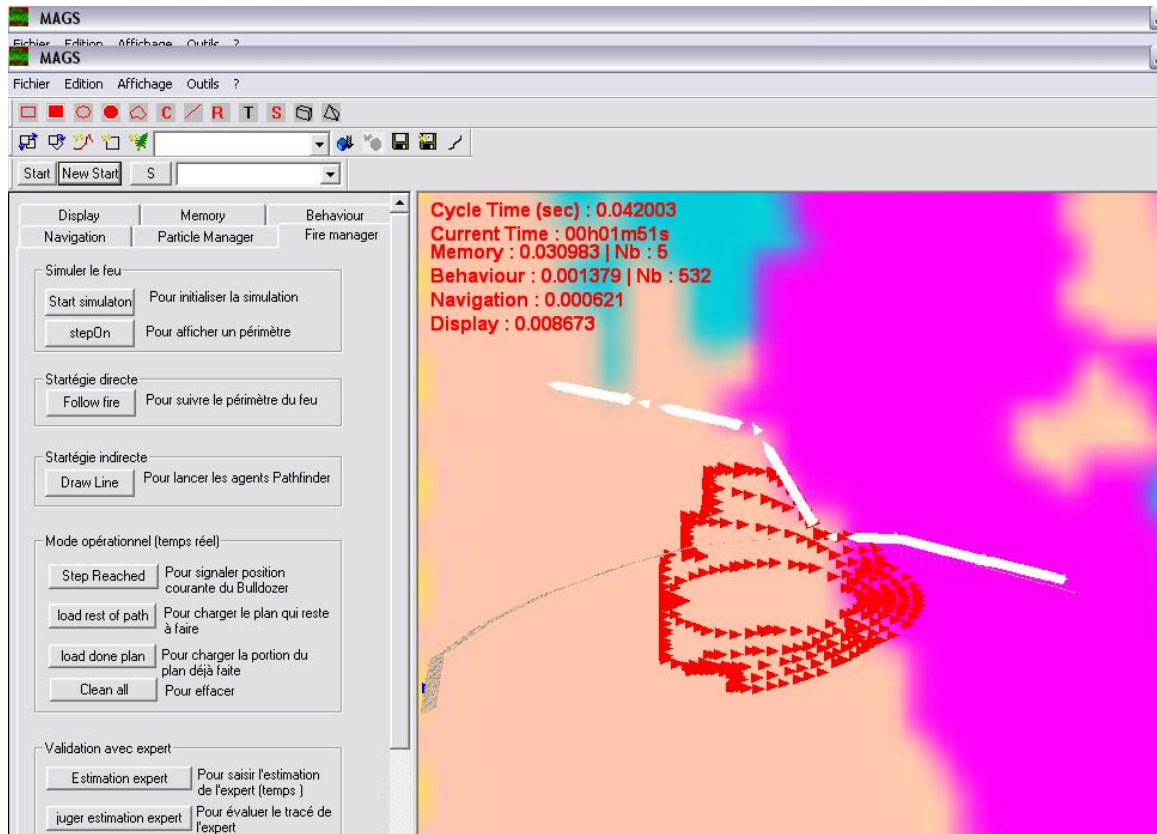 MAGS
Fichier Edition Affichage Outils ?
MAGS
Fichier Edition Affichage Outils ?
C R T S
Start New Start S
Display Memory Behaviour
Navigation Particle Manager Fire manager
Simuler le feu
Start simulaton Pour initialiser la simulation
stepOn Pour afficher un périmètre
Startégie directe
Follow fire Pour suivre le périmètre du feu
Startégie indirecte
Draw Line Pour lancer les agents Pathfinder
Mode opérationnel (temps réel)
Step Reached Pour signaler position
courante du Bulldozer
load rest of path Pour charger le plan qui reste
à faire
load done plan Pour charger la portion du
plan déjà faite
Clean all Pour effacer
Validation avec expert
Estimation expert Pour saisir l'estimation
de l'expert (temps )
juger estimation expert Pour évaluer le tracé de
l'expert
Cycle Time (sec) : 0.042003
Current Time : 00h01m51s
Memory : 0.030983 | Nb : 5
Behaviour : 0.001379 | Nb : 532
Navigation : 0.000621
Display : 0.008673